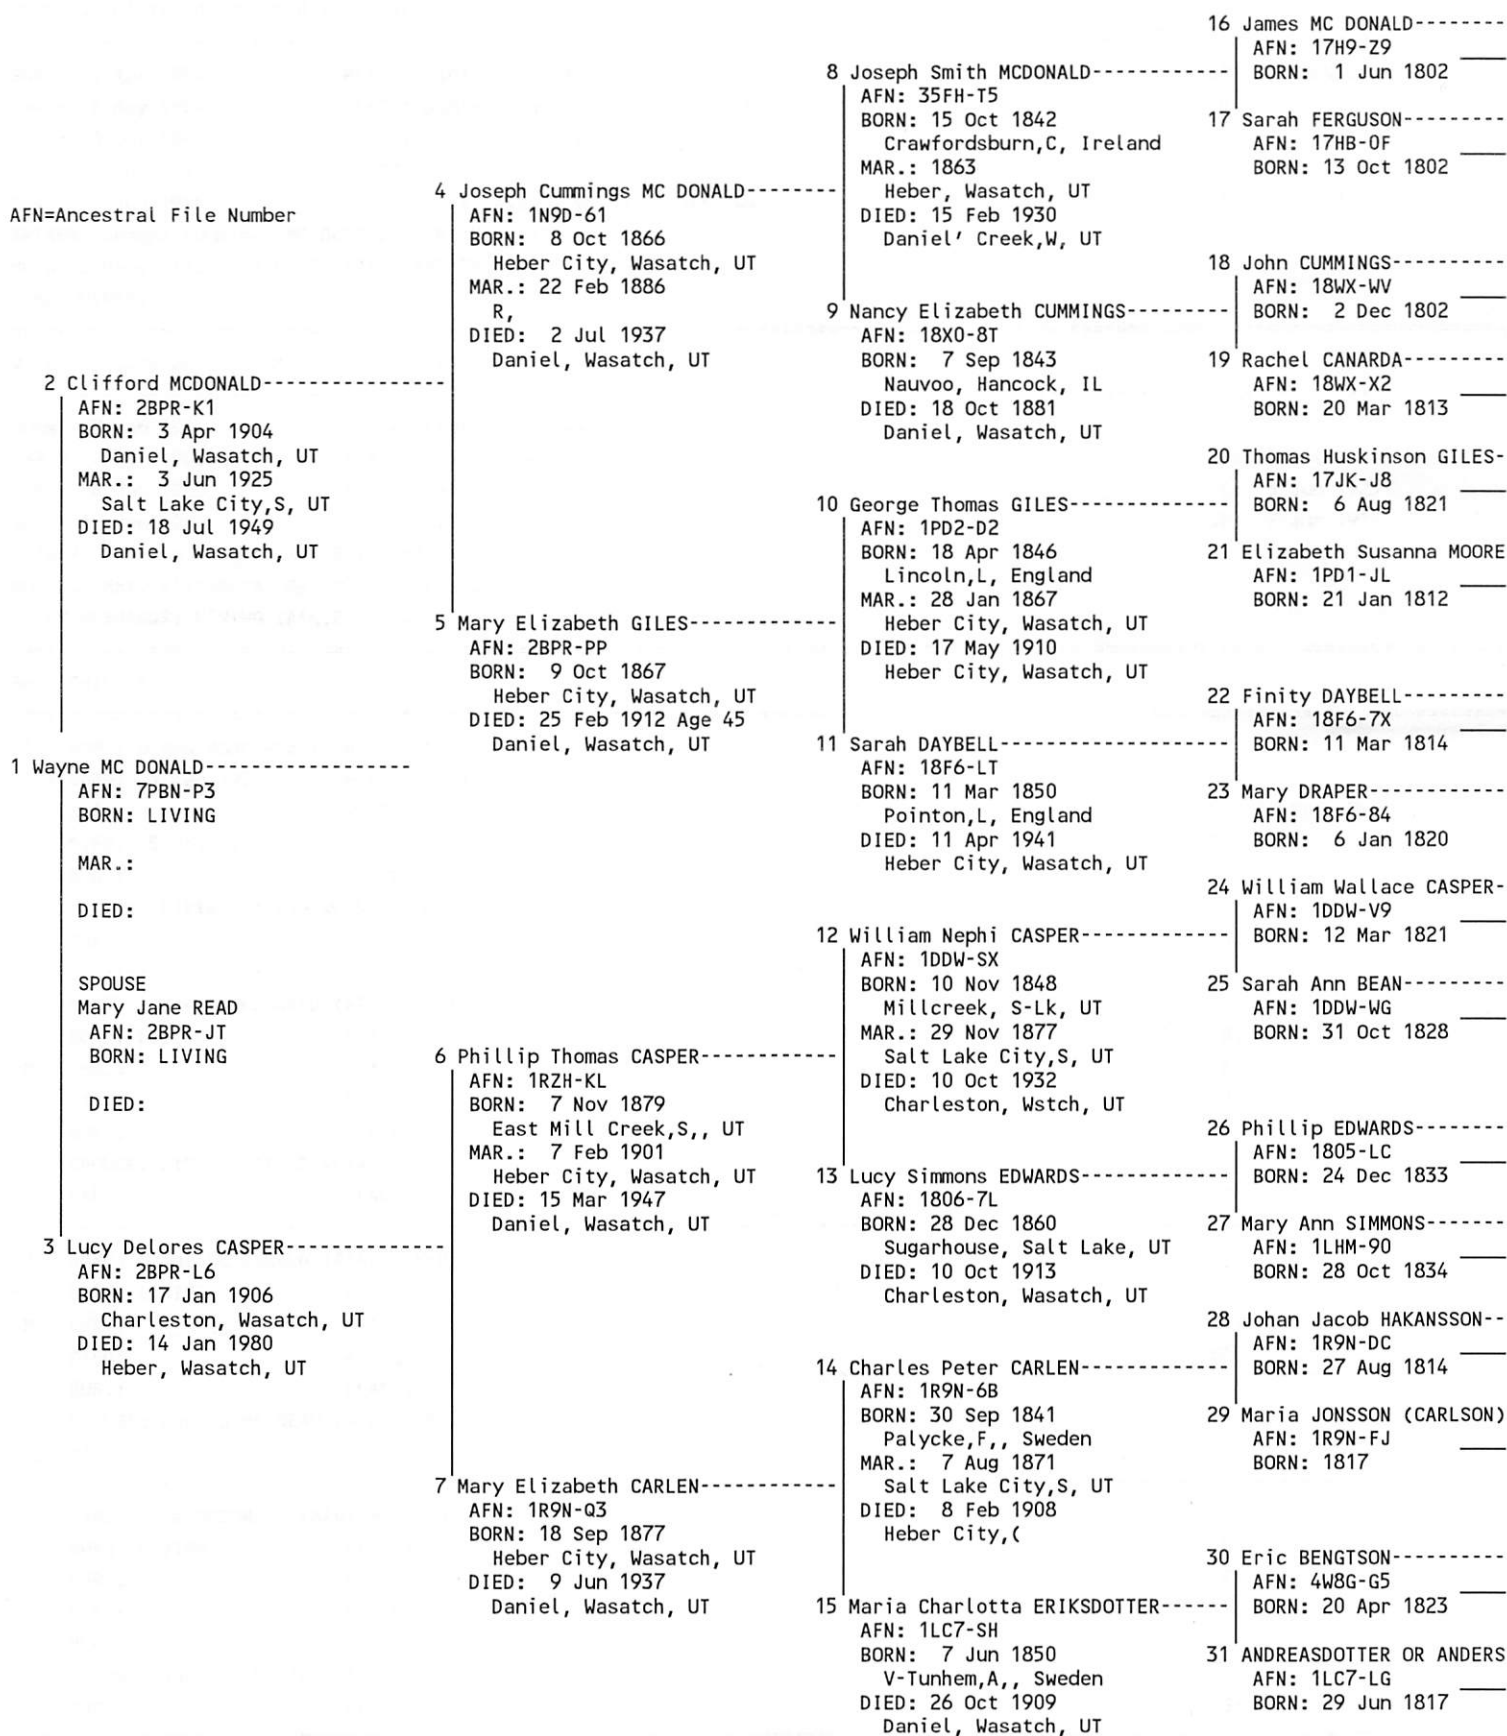 AFN=Ancestral File Number
1 Wayne MC DONALD
AFN: 7PBN-P3
BORN: LIVING
MAR.:
DIED:
SPOUSE
Mary Jane READ
AFN: 2BPR-JT
BORN: LIVING
DIED:
2 Clifford MCDONALD
AFN: 2BPR-K1
BORN: 3 Apr 1904
Daniel, Wasatch, UT
MAR.: 3 Jun 1925
Salt Lake City,S, UT
DIED: 18 Jul 1949
Daniel, Wasatch, UT
3 Lucy Delores CASPER
AFN: 2BPR-L6
BORN: 17 Jan 1906
Charleston, Wasatch, UT
DIED: 14 Jan 1980
Heber, Wasatch, UT
4 Joseph Cummings MC DONALD
AFN: 1N9D-61
BORN: 8 Oct 1866
Heber City, Wasatch, UT
MAR.: 22 Feb 1886
R,
DIED: 2 Jul 1937
Daniel, Wasatch, UT
5 Mary Elizabeth GILES
AFN: 2BPR-PP
BORN: 9 Oct 1867
Heber City, Wasatch, UT
DIED: 25 Feb 1912 Age 45
Daniel, Wasatch, UT
6 Phillip Thomas CASPER
AFN: 1RZH-KL
BORN: 7 Nov 1879
East Mill Creek,S,, UT
MAR.: 7 Feb 1901
Heber City, Wasatch, UT
DIED: 15 Mar 1947
Daniel, Wasatch, UT
7 Mary Elizabeth CARLEN
AFN: 1R9N-Q3
BORN: 18 Sep 1877
Heber City, Wasatch, UT
DIED: 9 Jun 1937
Daniel, Wasatch, UT
8 Joseph Smith MCDONALD
AFN: 35FH-T5
BORN: 15 Oct 1842
Crawfordsburn,C, Ireland
MAR.: 1863
Heber, Wasatch, UT
DIED: 15 Feb 1930
Daniel' Creek,W, UT
9 Nancy Elizabeth CUMMINGS
AFN: 18X0-8T
BORN: 7 Sep 1843
Nauvoo, Hancock, IL
DIED: 18 Oct 1881
Daniel, Wasatch, UT
10 George Thomas GILES
AFN: 1PD2-D2
BORN: 18 Apr 1846
Lincoln,L, England
MAR.: 28 Jan 1867
Heber City, Wasatch, UT
DIED: 17 May 1910
Heber City, Wasatch, UT
11 Sarah DAYBELL
AFN: 18F6-LT
BORN: 11 Mar 1850
Pointon,L, England
DIED: 11 Apr 1941
Heber City, Wasatch, UT
12 William Nephi CASPER
AFN: 1DDW-SX
BORN: 10 Nov 1848
Millcreek, S-Lk, UT
MAR.: 29 Nov 1877
Salt Lake City,S, UT
DIED: 10 Oct 1932
Charleston, Wstch, UT
13 Lucy Simmons EDWARDS
AFN: 1806-7L
BORN: 28 Dec 1860
Sugarhouse, Salt Lake, UT
DIED: 10 Oct 1913
Charleston, Wasatch, UT
14 Charles Peter CARLEN
AFN: 1R9N-6B
BORN: 30 Sep 1841
Palycke,F,, Sweden
MAR.: 7 Aug 1871
Salt Lake City,S, UT
DIED: 8 Feb 1908
Heber City,(
15 Maria Charlotta ERIKSDOTTER
AFN: 1LC7-SH
BORN: 7 Jun 1850
V-Tunhem,A,, Sweden
DIED: 26 Oct 1909
Daniel, Wasatch, UT
16 James MC DONALD
AFN: 17H9-Z9
BORN: 1 Jun 1802
17 Sarah FERGUSON
AFN: 17HB-0F
BORN: 13 Oct 1802
18 John CUMMINGS
AFN: 18WX-WV
BORN: 2 Dec 1802
19 Rachel CANARDA
AFN: 18WX-X2
BORN: 20 Mar 1813
20 Thomas Huskinson GILES
AFN: 17JK-J8
BORN: 6 Aug 1821
21 Elizabeth Susanna MOORE
AFN: 1PD1-JL
BORN: 21 Jan 1812
22 Finity DAYBELL
AFN: 18F6-7X
BORN: 11 Mar 1814
23 Mary DRAPER
AFN: 18F6-84
BORN: 6 Jan 1820
24 William Wallace CASPER
AFN: 1DDW-V9
BORN: 12 Mar 1821
25 Sarah Ann BEAN
AFN: 1DDW-WG
BORN: 31 Oct 1828
26 Phillip EDWARDS
AFN: 1805-LC
BORN: 24 Dec 1833
27 Mary Ann SIMMONS
AFN: 1LHM-90
BORN: 28 Oct 1834
28 Johan Jacob HAKANSSON
AFN: 1R9N-DC
BORN: 27 Aug 1814
29 Maria JONSSON (CARLSON)
AFN: 1R9N-FJ
BORN: 1817
30 Eric BENGTSON
AFN: 4W8G-G5
BORN: 20 Apr 1823
31 ANDREASDOTTER OR ANDERS
AFN: 1LC7-LG
BORN: 29 Jun 1817